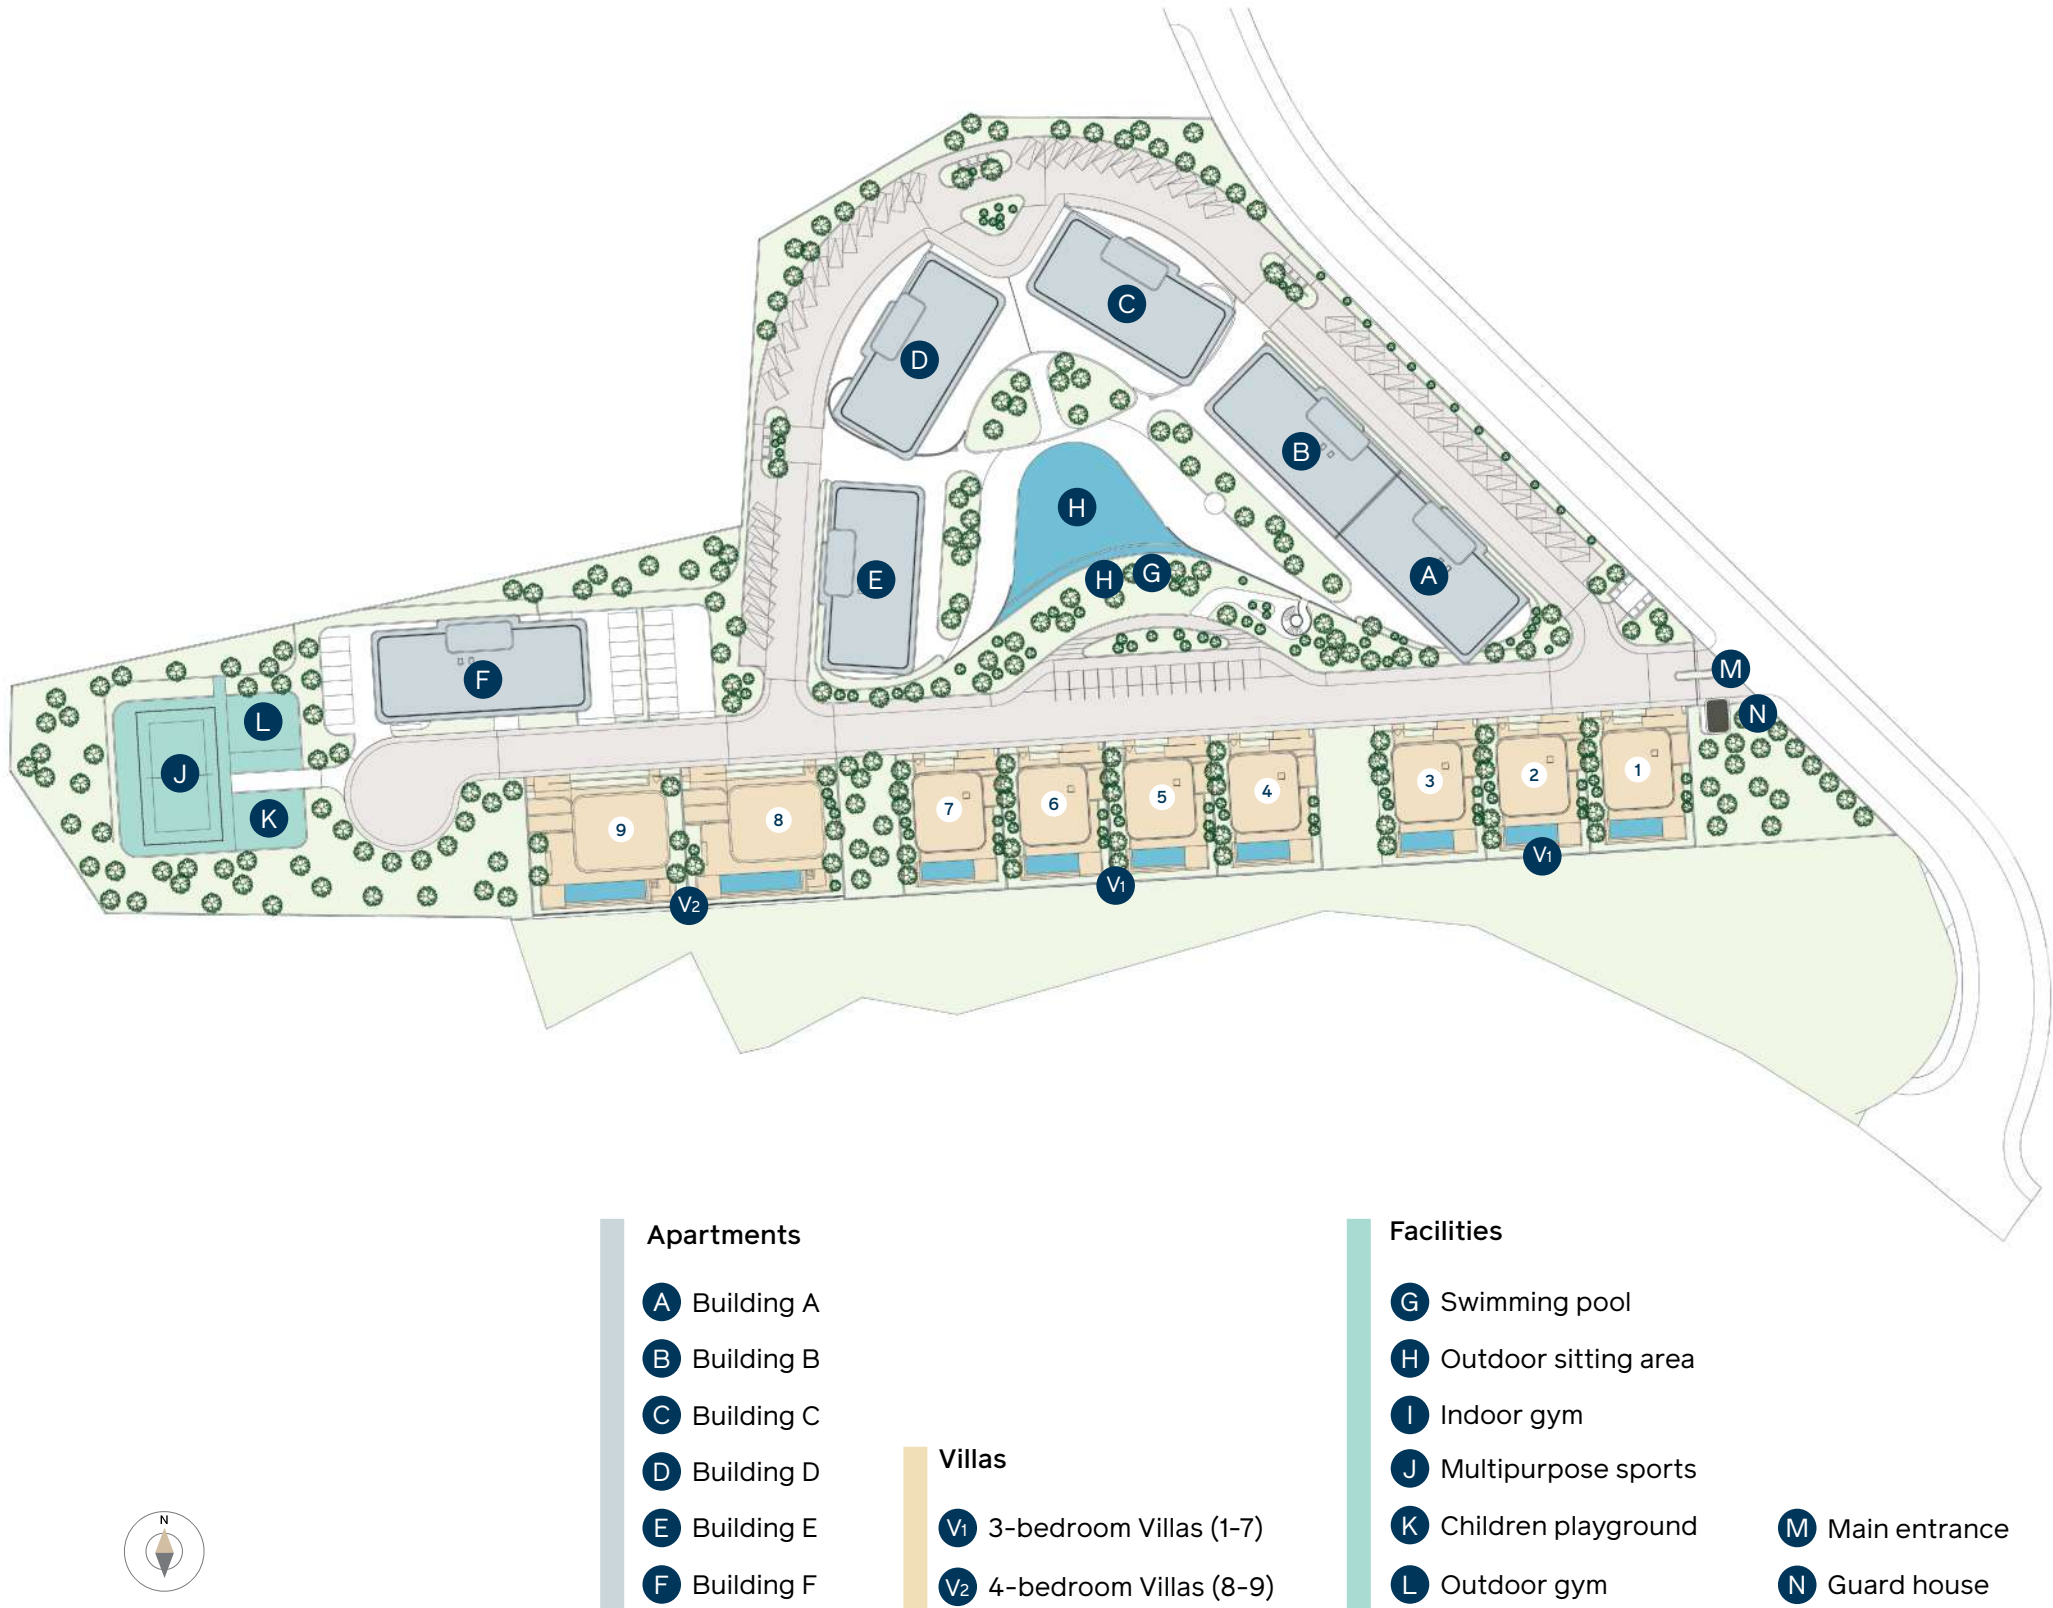 C
D
B
H
E
A
H
G
F
M
L
N
J
K
1
2
3
4
5
6
7
8
9
V1
V1
V2
N
Apartments
A Building A
B Building B
C Building C
D Building D
E Building E
F Building F
Villas
V1 3-bedroom Villas (1-7)
V2 4-bedroom Villas (8-9)
Facilities
G Swimming pool
H Outdoor sitting area
I Indoor gym
J Multipurpose sports
K Children playground
L Outdoor gym
M Main entrance
N Guard house